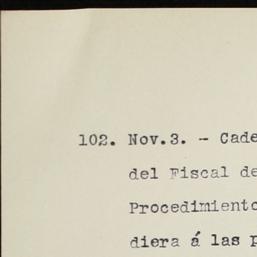 102. Nov.3. - Cade
del Fiscal de
Procedimiento
diera á las p